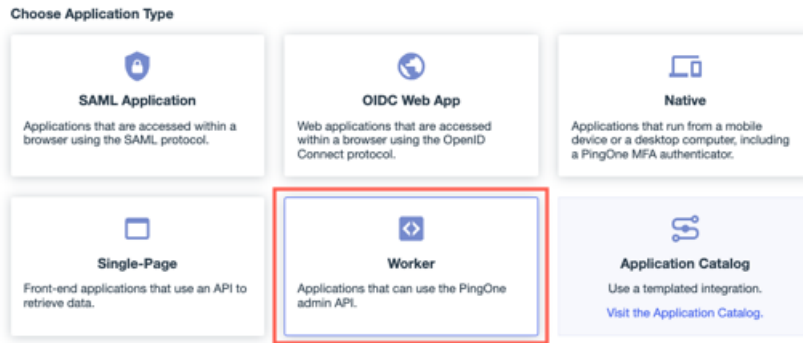 Choose Application Type
SAML Application
Applications that are accessed within a
browser using the SAML protocol.
OIDC Web App
Web applications that are accessed
within a browser using the OpenID
Connect protocol.
Native
Applications that run from a mobile
device or a desktop computer, including
a PingOne MFA authenticator.
Single-Page
Front-end applications that use an API to
retrieve data.
Worker
Applications that can use the PingOne
admin API.
Application Catalog
Use a templated integration.
Visit the Application Catalog.